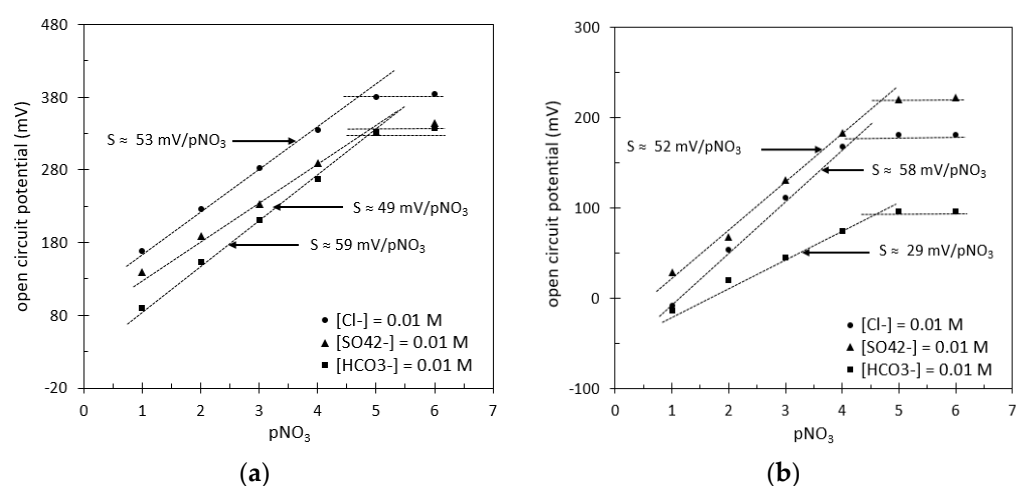 480
380
280
180
80
-20
open circuit potential (mV)
S ≈ 53 mV/pNO3
S ≈ 49 mV/pNO3
S ≈ 59 mV/pNO3
[Cl-] = 0.01 M
[SO42-] = 0.01 M
[HCO3-] = 0.01 M
0 1 2 3 4 5 6 7
pNO3
(a)
300
200
100
0
-100
open circuit potential (mV)
S ≈ 52 mV/pNO3
S ≈ 58 mV/pNO3
S ≈ 29 mV/pNO3
[Cl-] = 0.01 M
[SO42-] = 0.01 M
[HCO3-] = 0.01 M
0 1 2 3 4 5 6 7
pNO3
(b)